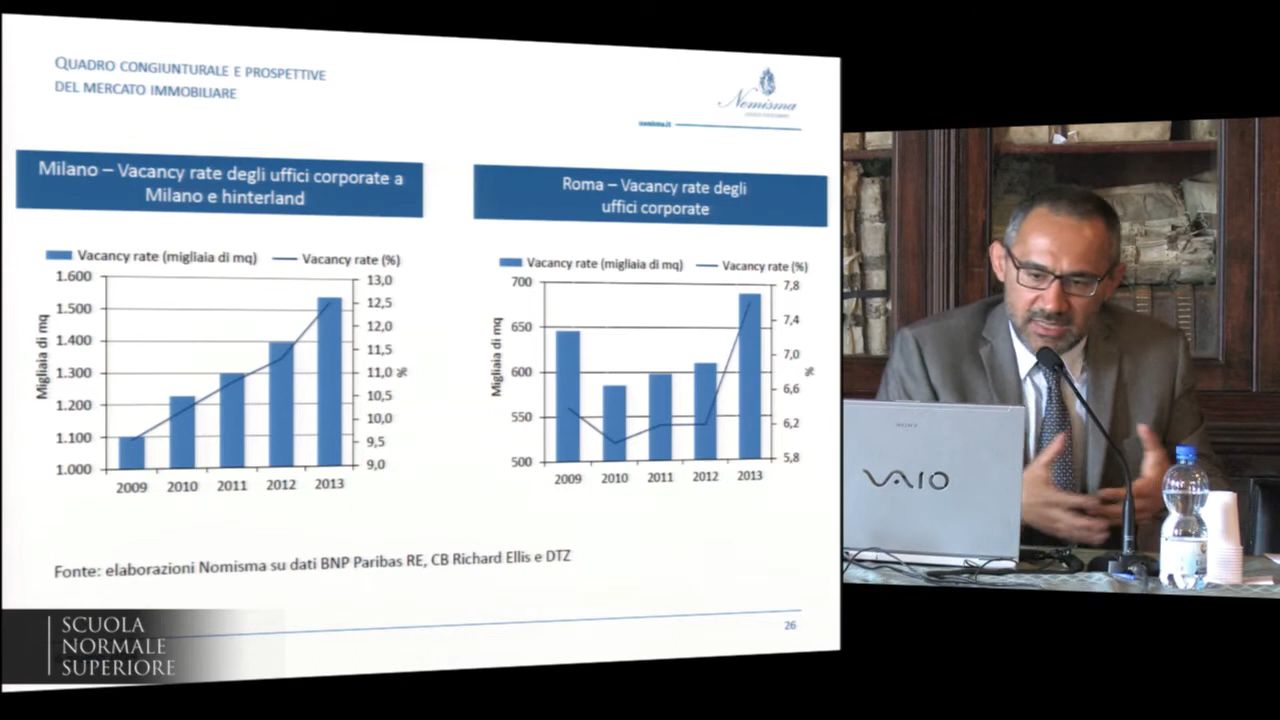 QUADRO CONGIUNTURALE E PROSPETTIVE
DEL MERCATO IMMOBILIARE
Nomisma
nomisma.it
Milano – Vacancy rate degli uffici corporate a
Milano e hinterland
Vacancy rate (migliaia di mq)
Vacancy rate (%)
1.600
1.500
1.400
1.300
1.200
1.100
1.000
Migliaia di mq
13,0
12,5
12,0
11,5
11,0
10,5
10,0
9,5
9,0
%
2009 2010 2011 2012 2013
Roma – Vacancy rate degli
uffici corporate
Vacancy rate (migliaia di mq)
Vacancy rate (%)
700
650
600
550
500
Migliaia di mq
7,8
7,4
7,0
6,6
6,2
5,8
%
2009 2010 2011 2012 2013
Fonte: elaborazioni Nomisma su dati BNP Paribas RE, CB Richard Ellis e DTZ
26
SCUOLA
NORMALE
SUPERIORE
SONY
VAIO